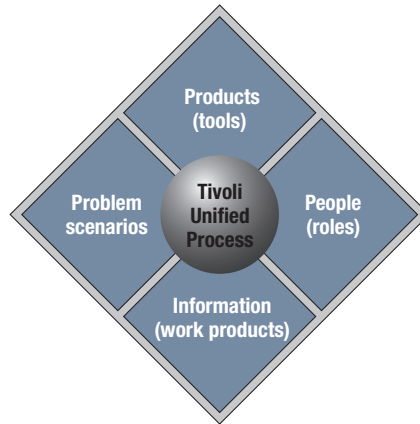 Products
(tools)
Problem
scenarios
Tivoli
Unified
Process
People
(roles)
Information
(work products)